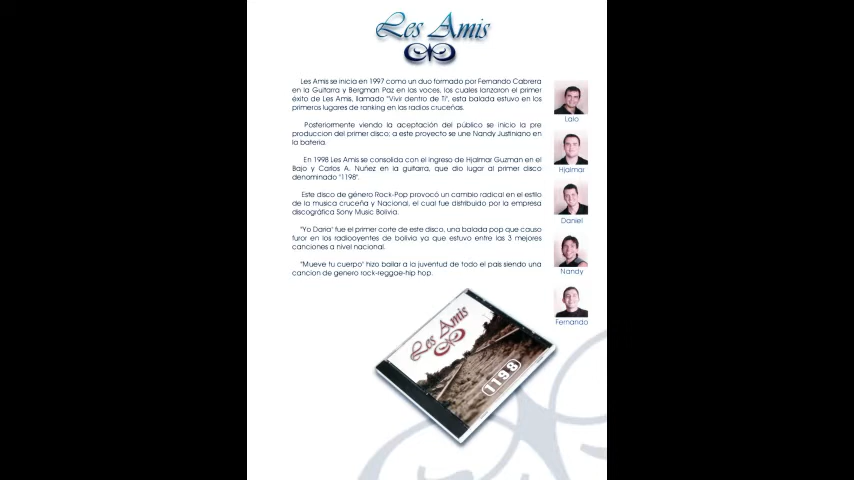 Les Amis
Les Amis se inicia en 1997 como un duo formado por Fernando Cabrera
en la Guitarra y Bergman Paz en las voces, los cuales lanzaron el primer
éxito de Les Amis, llamado "Vivir dentro de Ti", esta balada estuvo en los
primeros lugares de ranking en las radios cruceñas.
Posteriormente viendo la aceptación del público se inicio la pre
produccion del primer disco; a este proyecto se une Nandy Justiniano en
la batería.
En 1998 Les Amis se consolida con el ingreso de Hjalmar Guzman en el
Bajo y Carlos A. Nuñez en la guitarra, que dio lugar al primer disco
denominado "1198".
Este disco de género Rock-Pop provocó un cambio radical en el estilo
de la musica cruceña y Nacional, el cual fue distribuido por la empresa
discográfica Sony Music Bolivia.
"Yo Daria" fue el primer corte de este disco, una balada pop que causo
furor en los radiooyentes de bolivia ya que estuvo entre las 3 mejores
canciones a nivel nacional.
"Mueve tu cuerpo" hizo bailar a la juventud de todo el país siendo una
cancion de genero rock-reggae-hip hop.
Lalo
Hjalmar
Daniel
Nandy
Fernando
Les Amis
1198